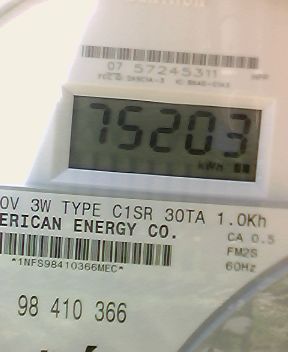 07 57245311
75203
kWh
0V 3W TYPE C1SR 30TA 1.0Kh
ERICAN ENERGY CO.
CA 0.5
FM2S
*1NFS98410366MEC*
60Hz
98 410 366